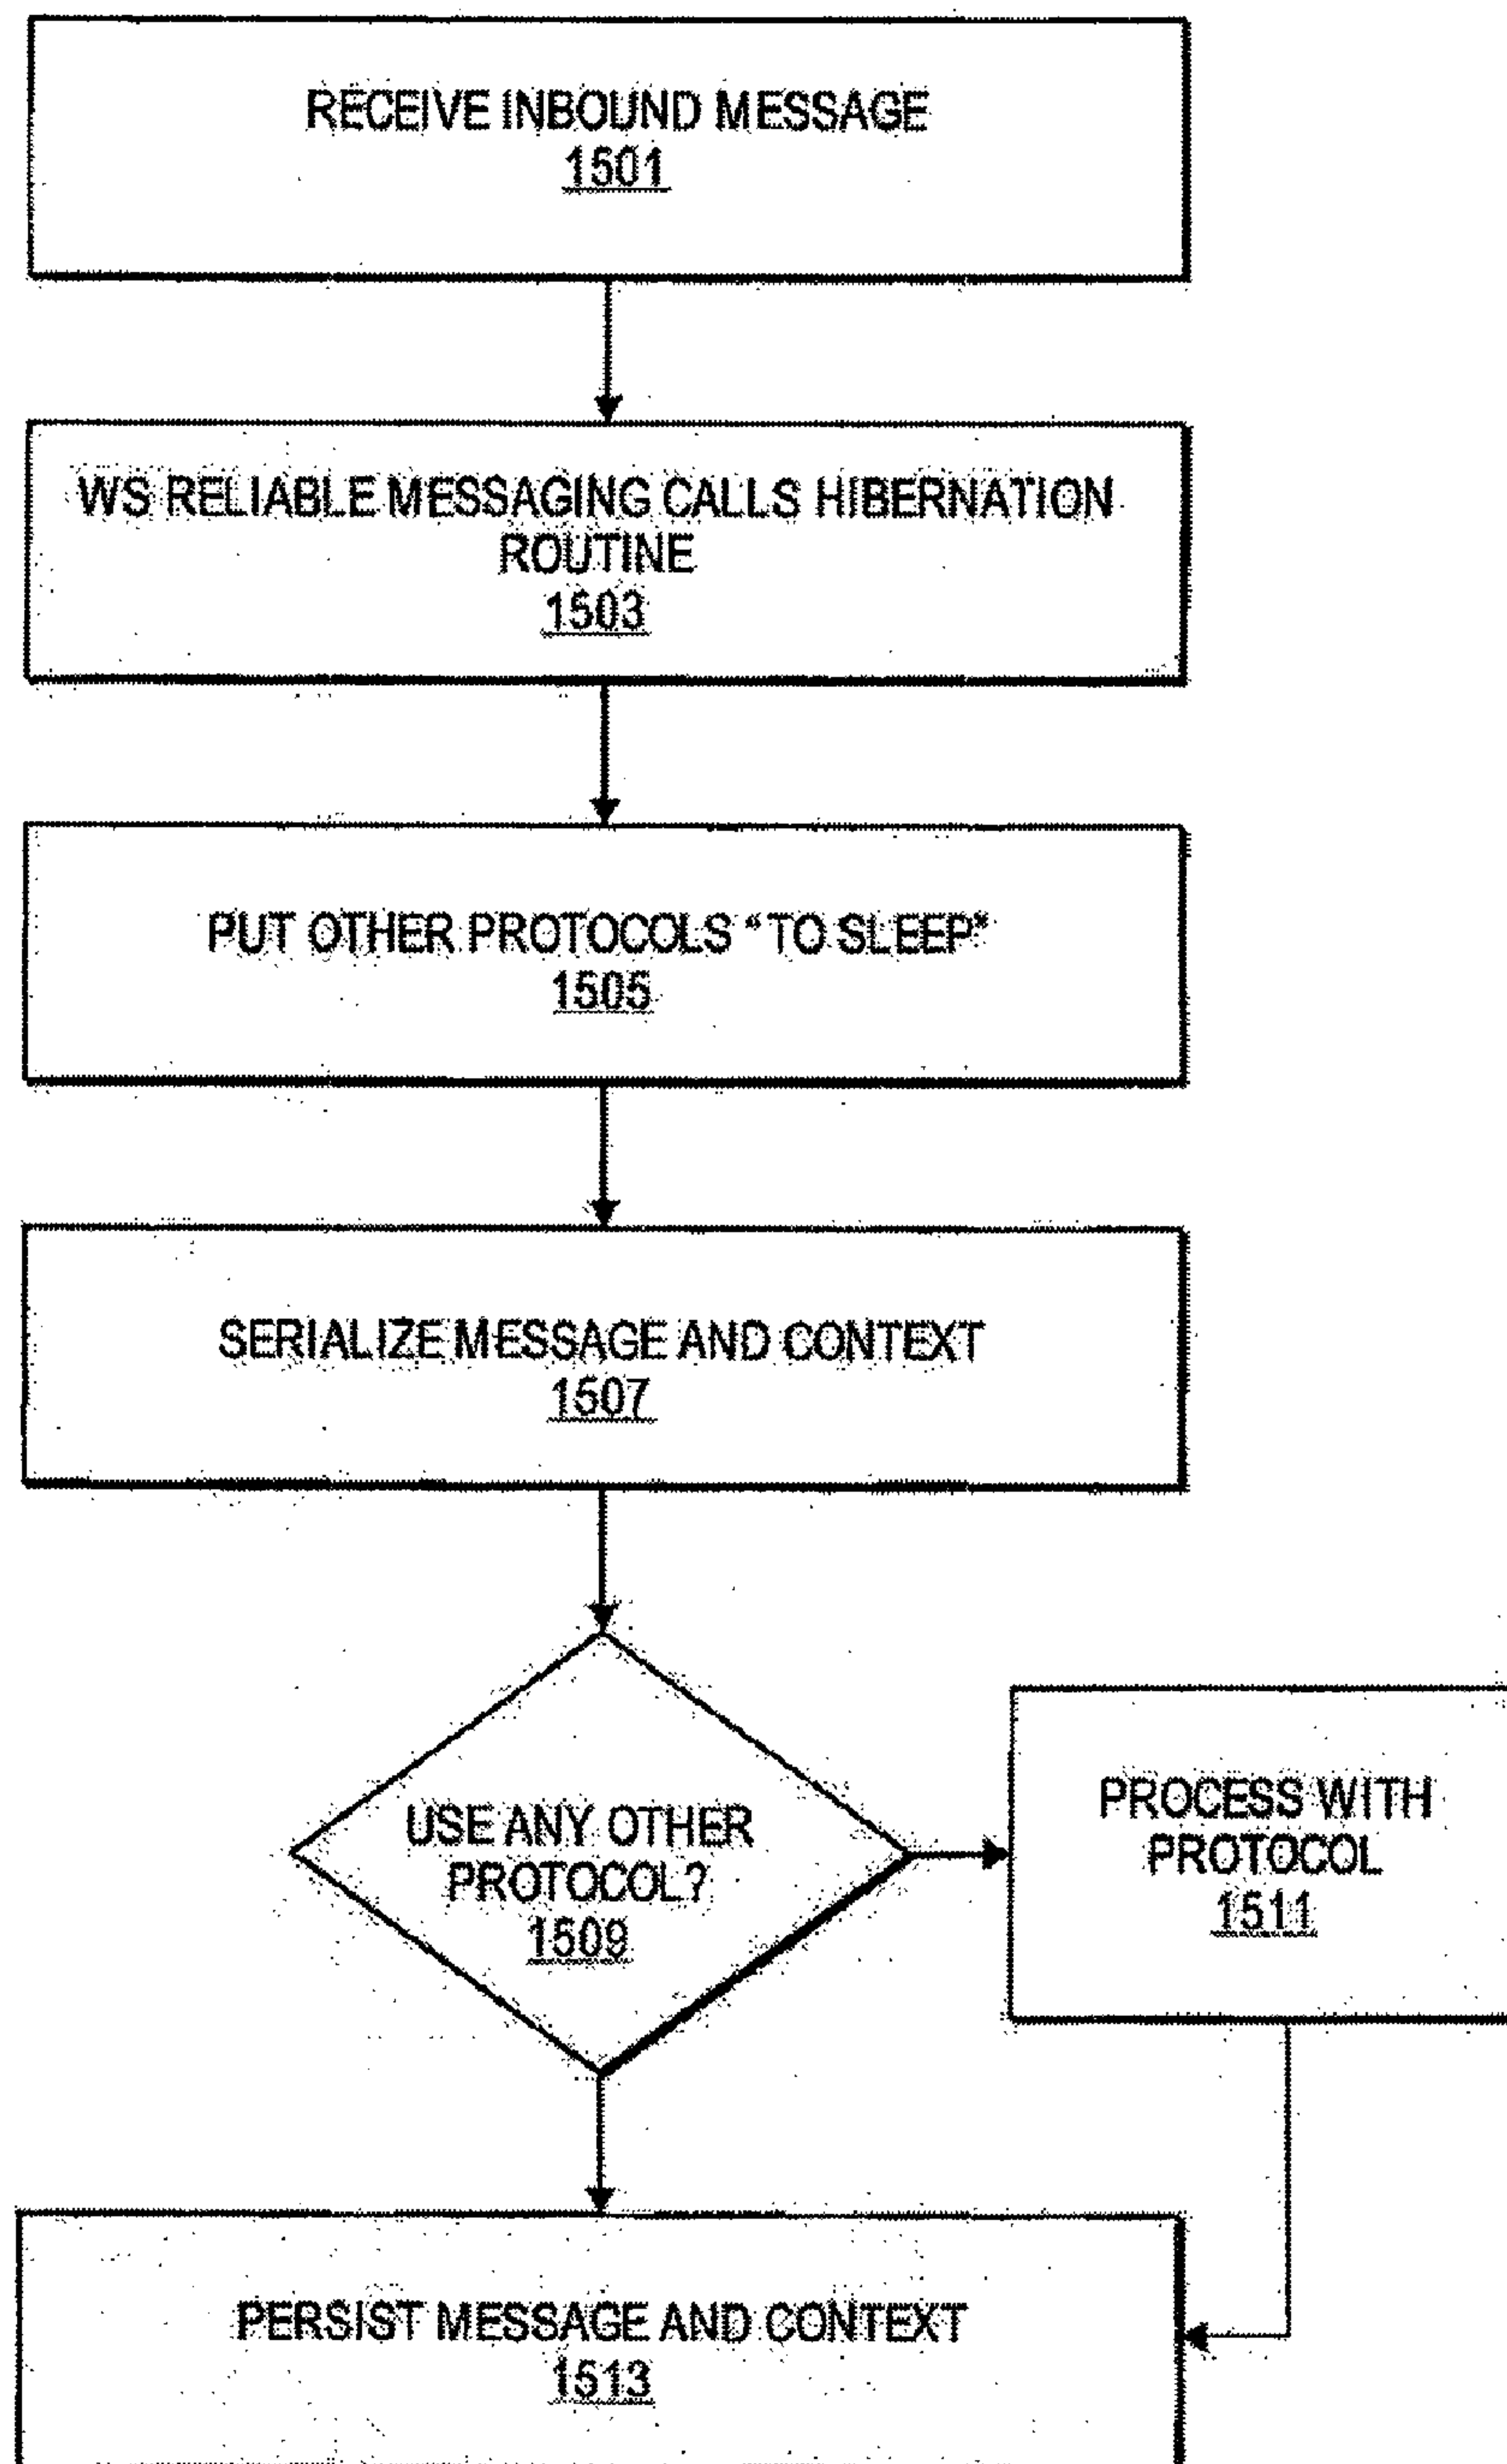 RECEIVE INBOUND MESSAGE
1501
WS RELIABLE MESSAGING CALLS HIBERNATION
ROUTINE
1503
PUT OTHER PROTOCOLS "TO SLEEP"
1505
SERIALIZE MESSAGE AND CONTEXT
1507
USE ANY OTHER
PROTOCOL?
1509
PROCESS WITH
PROTOCOL
1511
PERSIST MESSAGE AND CONTEXT
1513